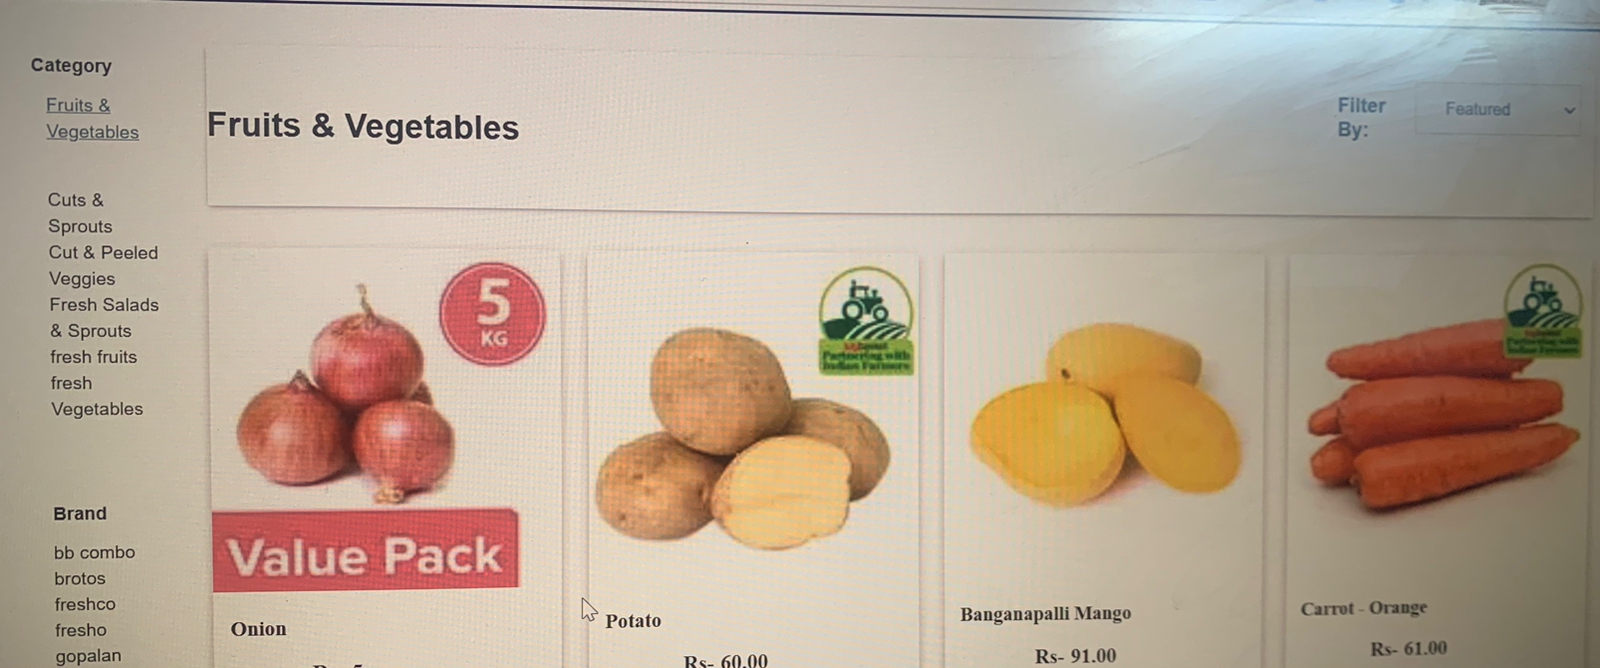 Category
Fruits &
Vegetables
Cuts &
Sprouts
Cut & Peeled
Veggies
Fresh Salads
& Sprouts
fresh fruits
fresh
Vegetables
Brand
bb combo
brotos
freshco
fresho
gopalan
Fruits & Vegetables
Filter
By:
Featured
5
KG
Value Pack
Onion
Partnering with
Indian Farmers
Potato
Rs- 60.00
Banganapalli Mango
Rs- 91.00
Partnering with
Indian Farmers
Carrot - Orange
Rs- 61.00